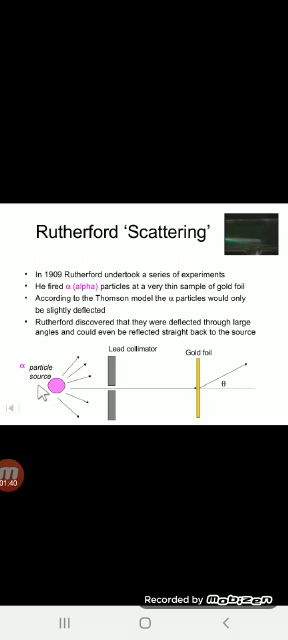 Rutherford 'Scattering'
• In 1909 Rutherford undertook a series of experiments
• He fired α (alpha) particles at a very thin sample of gold foil
• According to the Thomson model the α particles would only
be slightly deflected
• Rutherford discovered that they were deflected through large
angles and could even be reflected straight back to the source
Lead collimator
Gold foil
α particle
source
θ
01:40
Recorded by mobizen